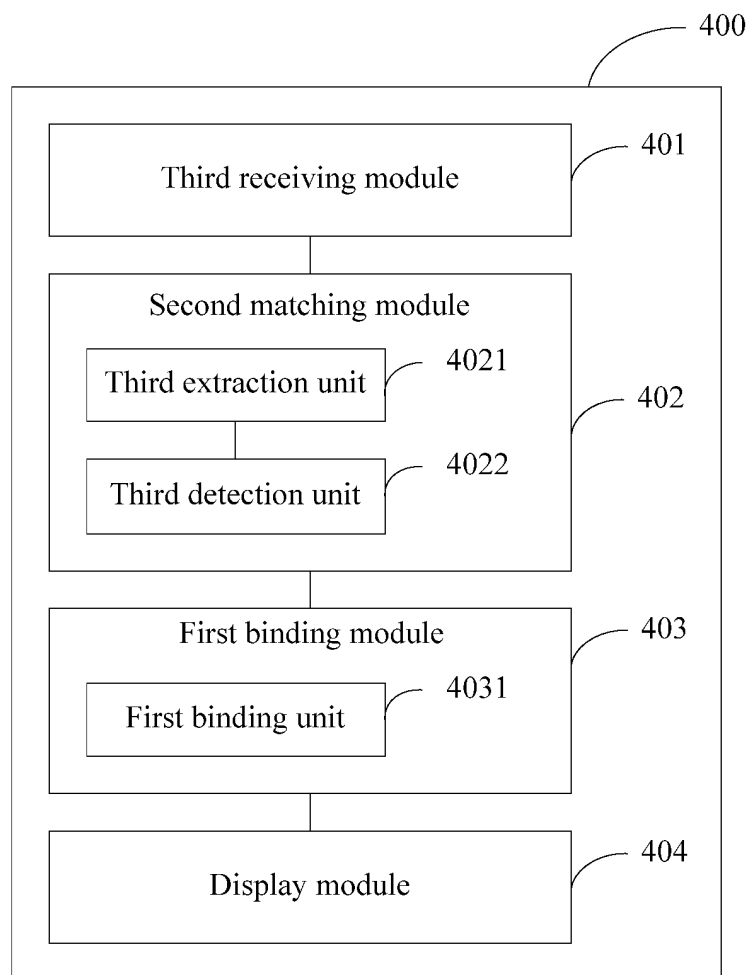 400
Third receiving module
401
Second matching module
Third extraction unit
4021
402
Third detection unit
4022
First binding module
403
First binding unit
4031
Display module
404